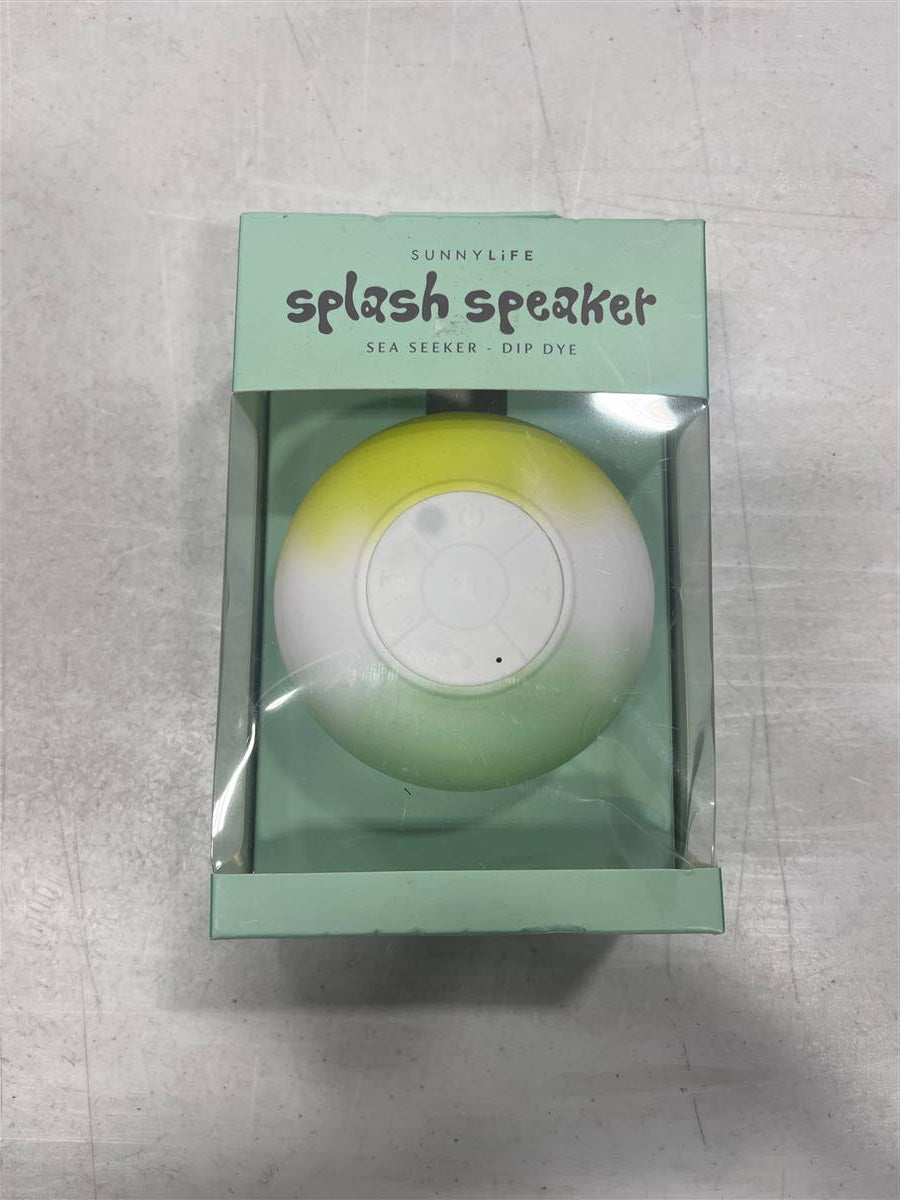 SUNNYLiFE
splash speaker
SEA SEEKER - DIP DYE